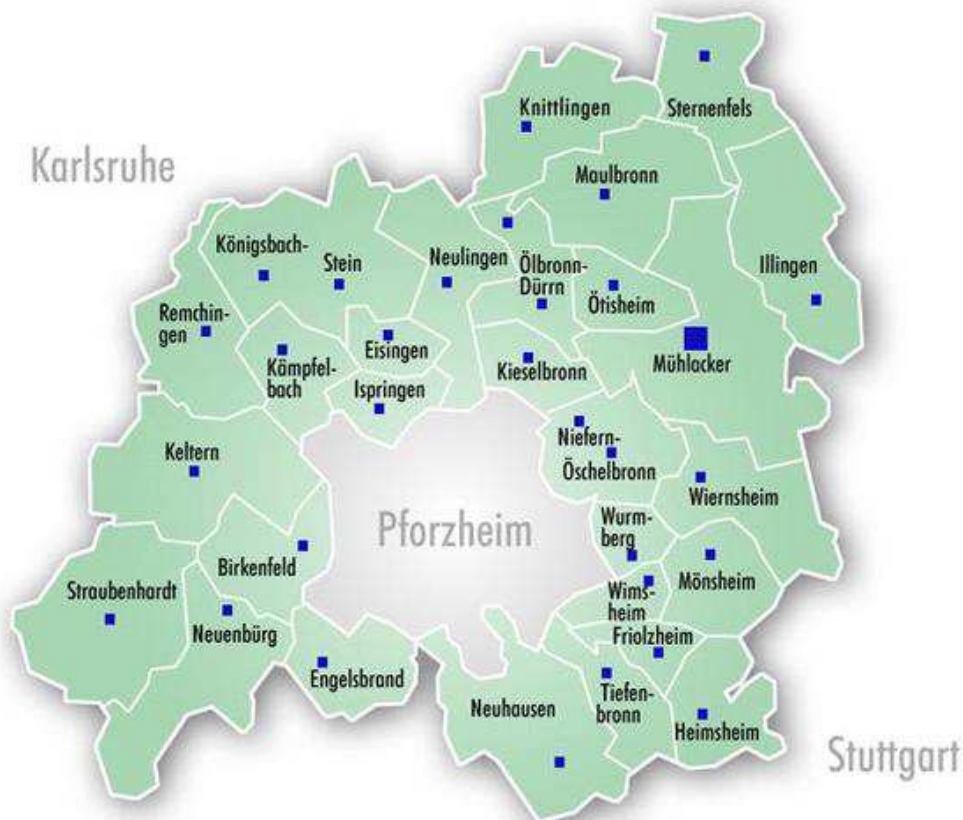 Knittlingen
Sternenfels
Karlsruhe
Maulbronn
Königsbach-
Stein
Neulingen
Ölbronn-
Dürrn
Illingen
Ötisheim
Remchin-
gen
Eisingen
Kämpfel-
bach
Kieselbronn
Mühlacker
Ispringen
Niefern-
Öschelbronn
Keltern
Wiernsheim
Pforzheim
Wurm-
berg
Birkenfeld
Mönsheim
Straubenhardt
Wims-
heim
Neuenbürg
Friolzheim
Engelsbrand
Neuhausen
Tiefen-
bronn
Heimsheim
Stuttgart